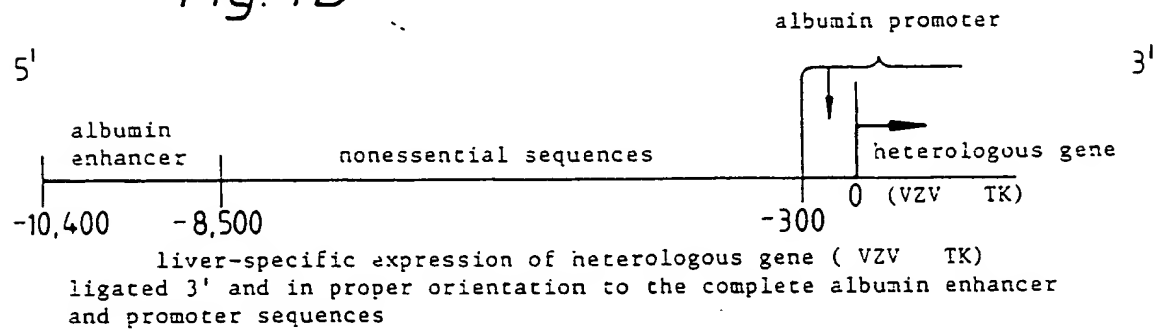 Fig. 1B
albumin promoter
5' 3'
albumin
enhancer nonessential sequences heterologous gene
-10,400 -8,500 -300 0 (VZV TK)
liver-specific expression of heterologous gene ( VZV TK)
ligated 3' and in proper orientation to the complete albumin enhancer
and promoter sequences